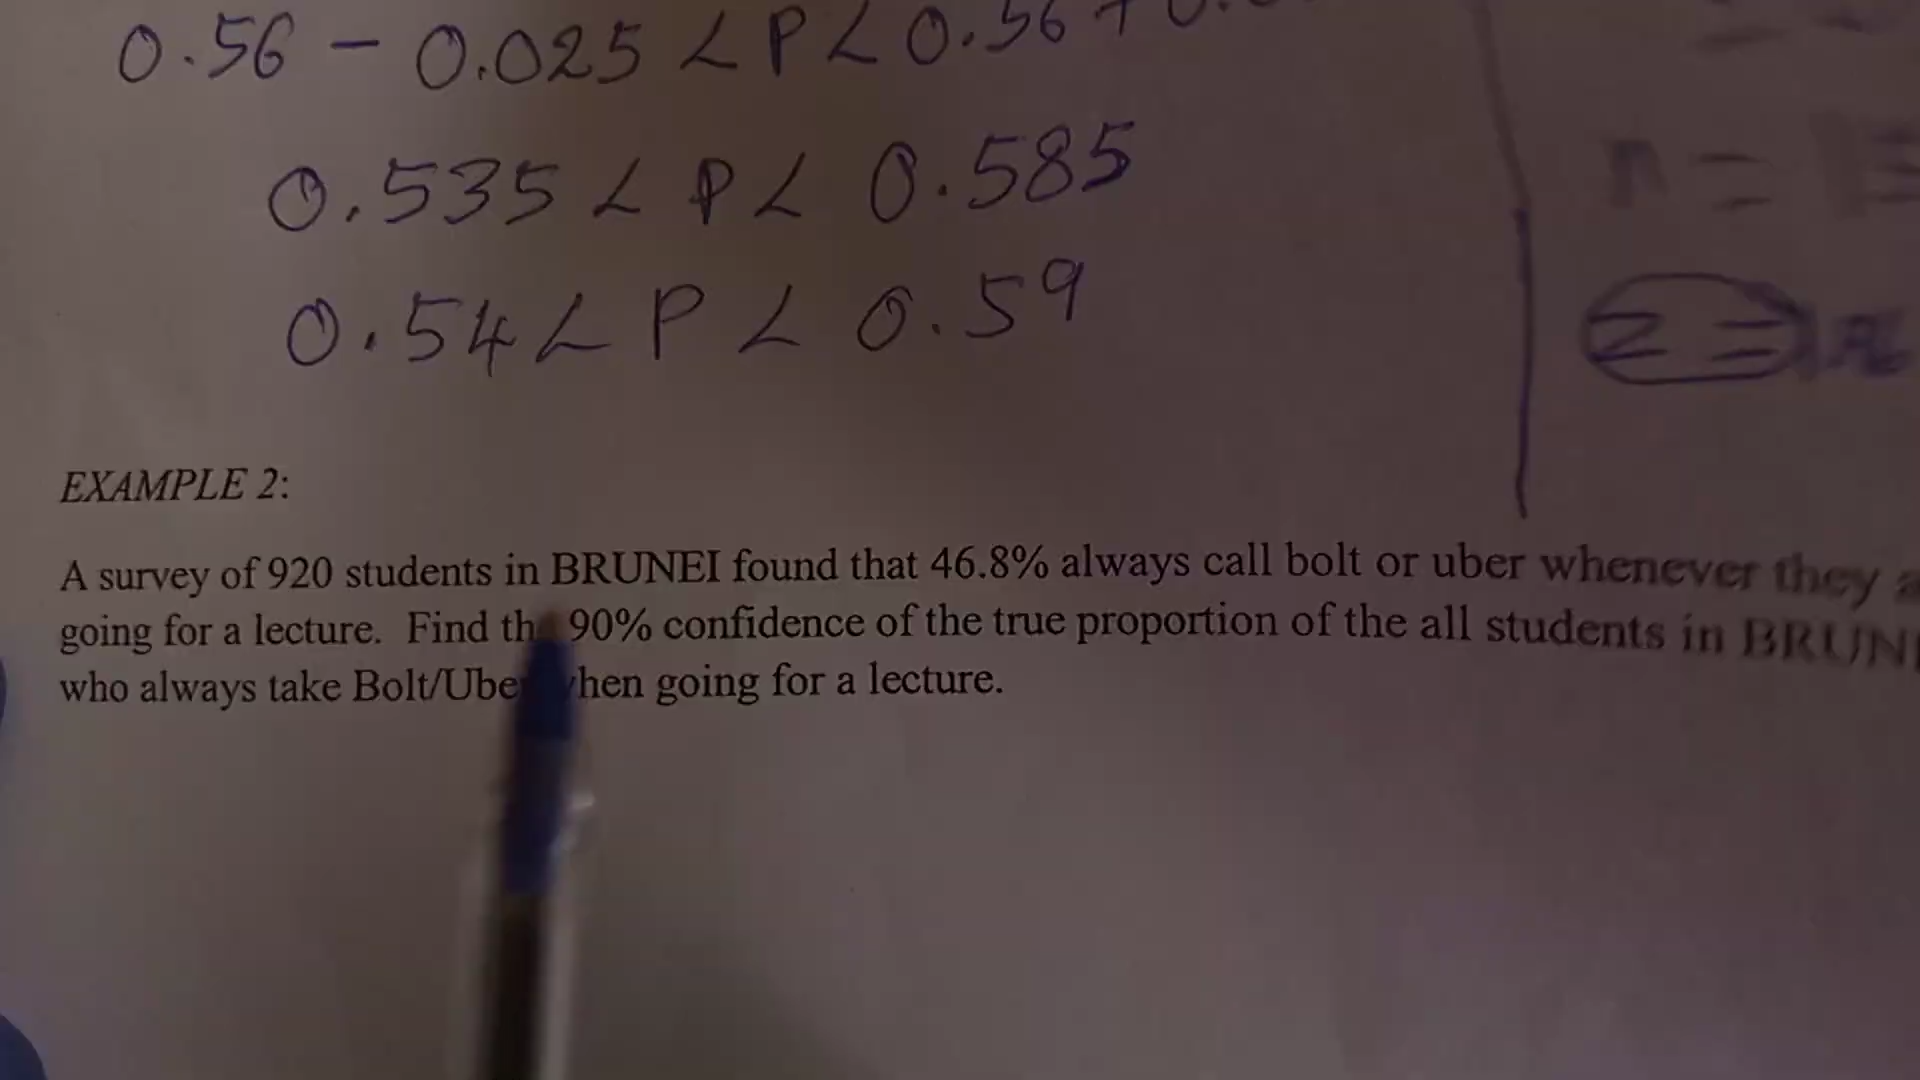 0.56 - 0.025 < P < 0.56 + 0.
0.535 < P < 0.585
0.54 < P < 0.59
n =
z =
EXAMPLE 2:
A survey of 920 students in BRUNEI found that 46.8% always call bolt or uber whenever they a
going for a lecture. Find th 90% confidence of the true proportion of the all students in BRUN
who always take Bolt/Ube hen going for a lecture.